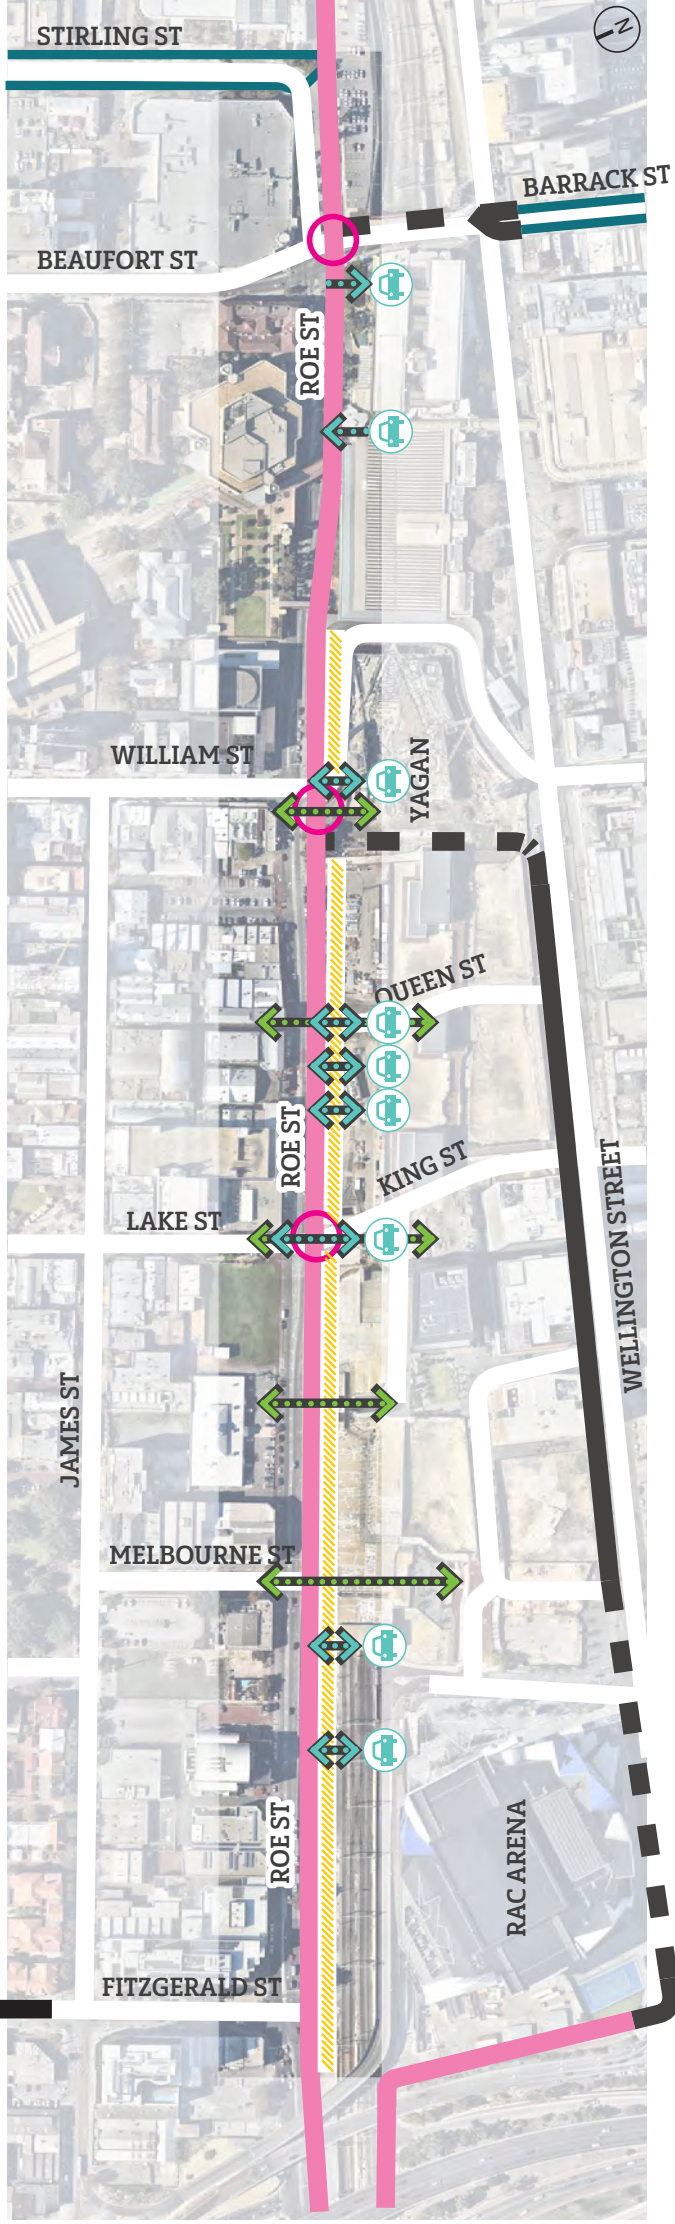 N
STIRLING ST
BARRACK ST
BEAUFORT ST
ROE ST
WILLIAM ST
YAGAN
QUEEN ST
ROE ST
KING ST
LAKE ST
WELLINGTON STREET
JAMES ST
MELBOURNE ST
ROE ST
RAC ARENA
FITZGERALD ST